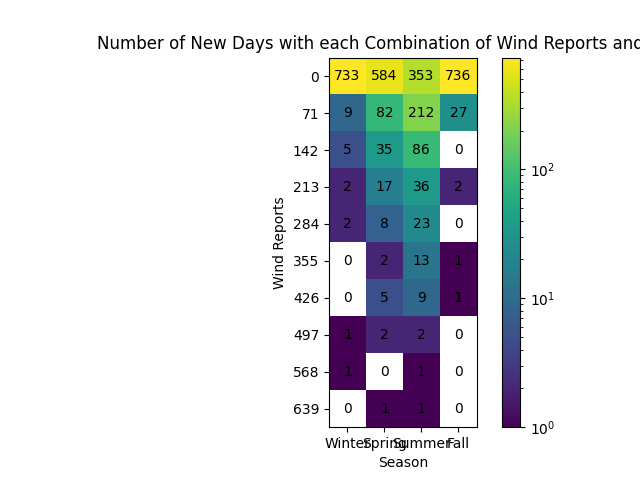 Number of New Days with each Combination of Wind Reports and
0 733 584 353 736
71 9 82 212 27
142 5 35 86 0
213 2 17 36 2
284 2 8 23 0
355 0 2 13 1
426 0 5 9 1
497 1 2 2 0
568 1 0 1 0
639 0 1 1 0
Winter Spring Summer Fall
Season
Wind Reports
10^2
10^1
10^0